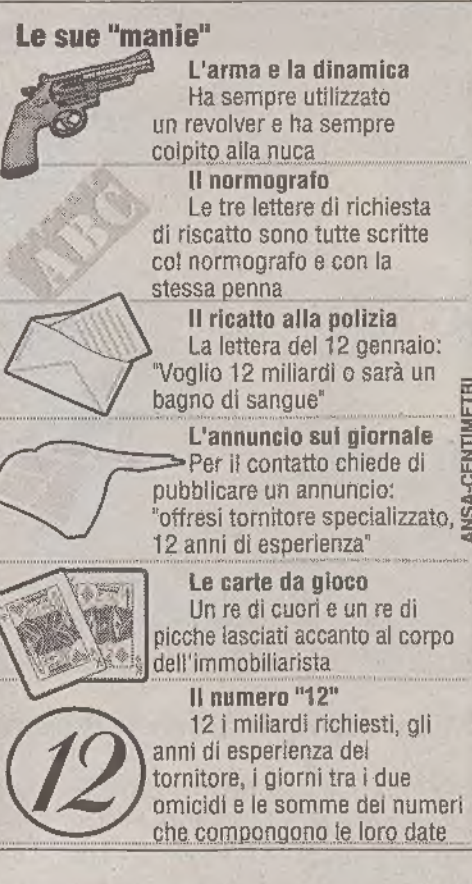 Le sue "manie"
L'arma e la dinamica
Ha sempre utilizzato
un revolver e ha sempre
colpito alla nuca
Il normografo
ABC
Le tre lettere di richiesta
di riscatto sono tutte scritte
col normografo e con la
stessa penna
Il ricatto alla polizia
La lettera del 12 gennaio:
"Voglio 12 miliardi o sarà un
bagno di sangue"
L'annuncio sul giornale
Per il contatto chiede di
pubblicare un annuncio:
"offresi tornitore specializzato,
12 anni di esperienza"
ANSA-CENTIMETRI
Le carte da gioco
Un re di cuori e un re di
picche lasciati accanto al corpo
dell'immobiliarista
Il numero "12"
12
12 i miliardi richiesti, gli
anni di esperienza del
tornitore, i giorni tra i due
omicidi e le somme dei numeri
che compongono le loro date